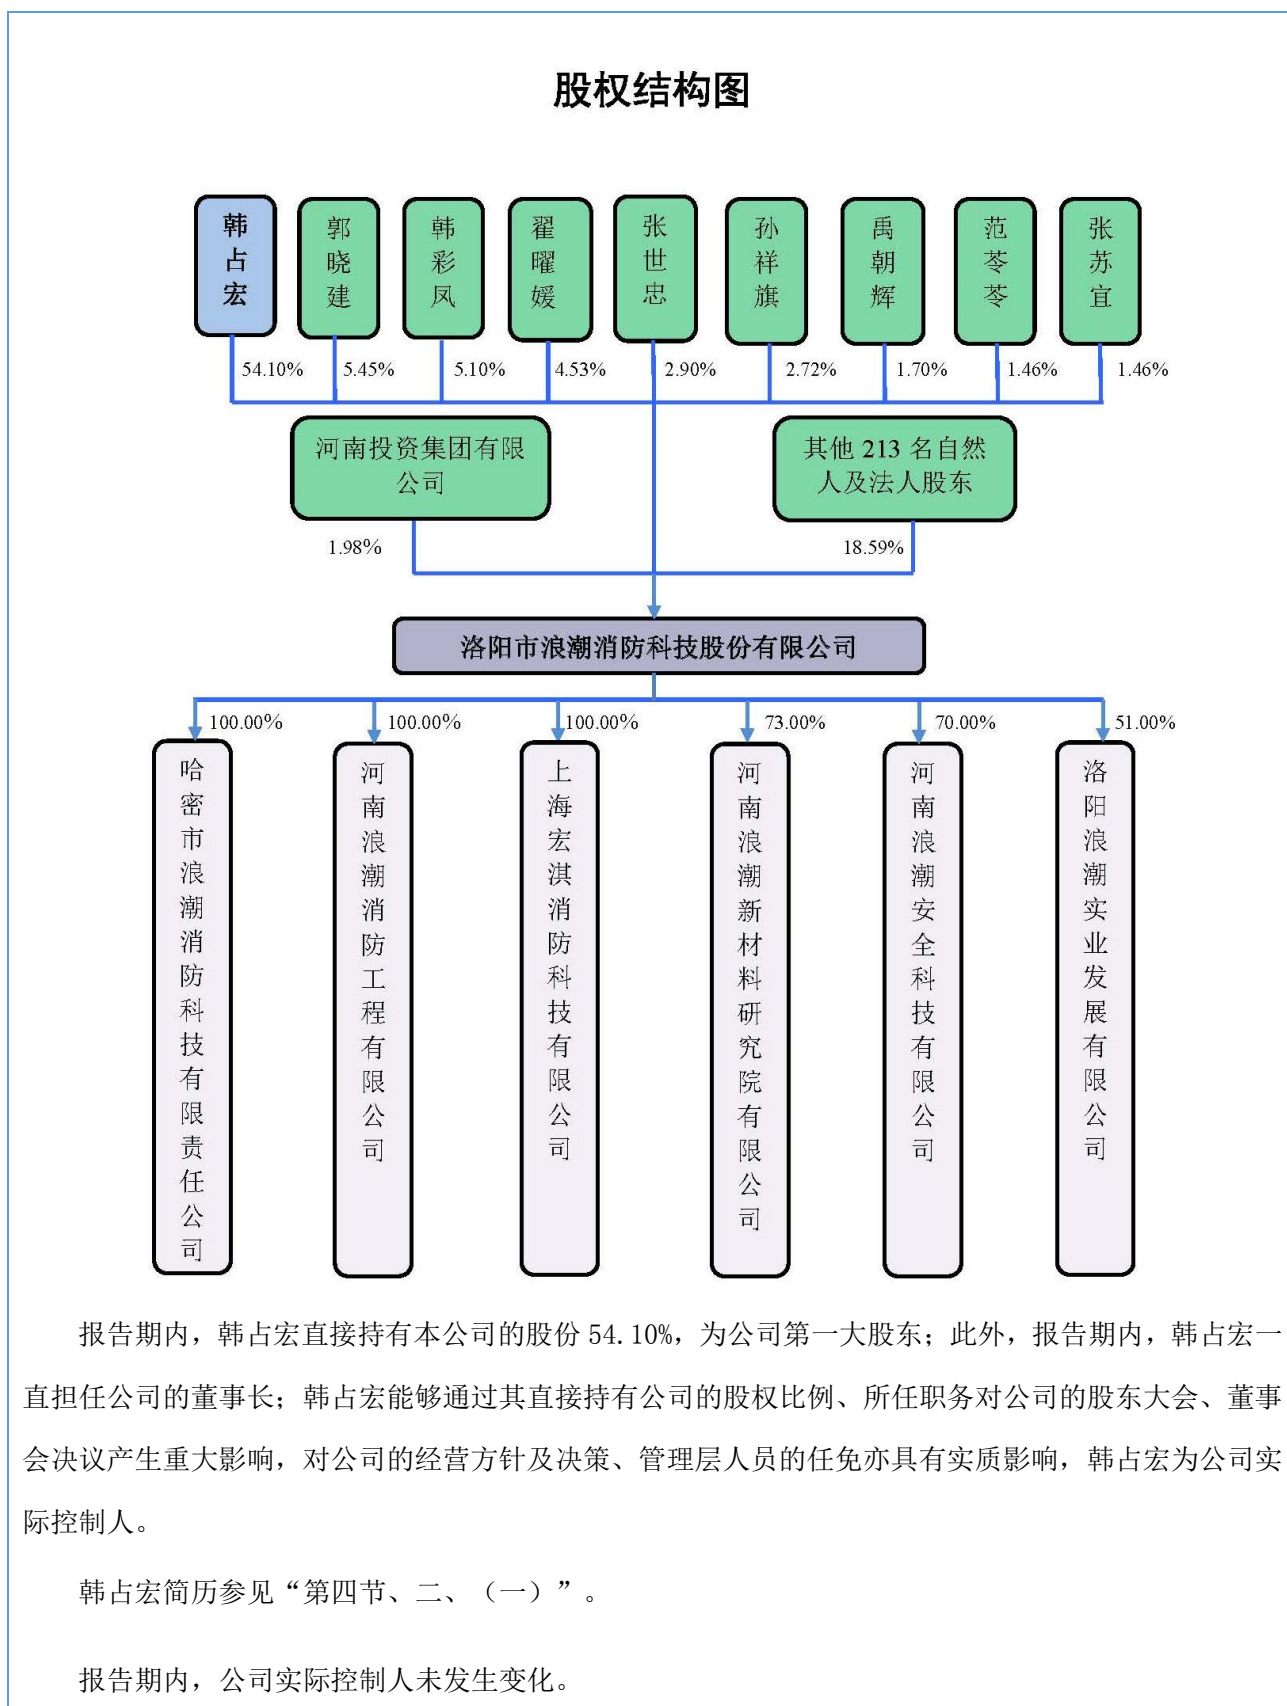 股权结构图
韩占宏
郭晓建
韩彩凤
翟曜媛
张世忠
孙祥旗
禹朝辉
范苓苓
张苏宜
54.10%
5.45%
5.10%
4.53%
2.90%
2.72%
1.70%
1.46%
1.46%
河南投资集团有限
公司
其他 213 名自然
人及法人股东
1.98%
18.59%
洛阳市浪潮消防科技股份有限公司
100.00%
100.00%
100.00%
73.00%
70.00%
51.00%
哈密市浪潮消防科技有限责任公司
河南浪潮消防工程有限公司
上海宏淇消防科技有限公司
河南浪潮新材料研究院有限公司
河南浪潮安全科技有限公司
洛阳浪潮实业发展有限公司
报告期内，韩占宏直接持有本公司的股份 54.10%，为公司第一大股东；此外，报告期内，韩占宏一
直担任公司的董事长；韩占宏能够通过其直接持有公司的股权比例、所任职务对公司的股东大会、董事
会决议产生重大影响，对公司的经营方针及决策、管理层人员的任免亦具有实质影响，韩占宏为公司实
际控制人。
韩占宏简历参见“第四节、二、（一）”。
报告期内，公司实际控制人未发生变化。